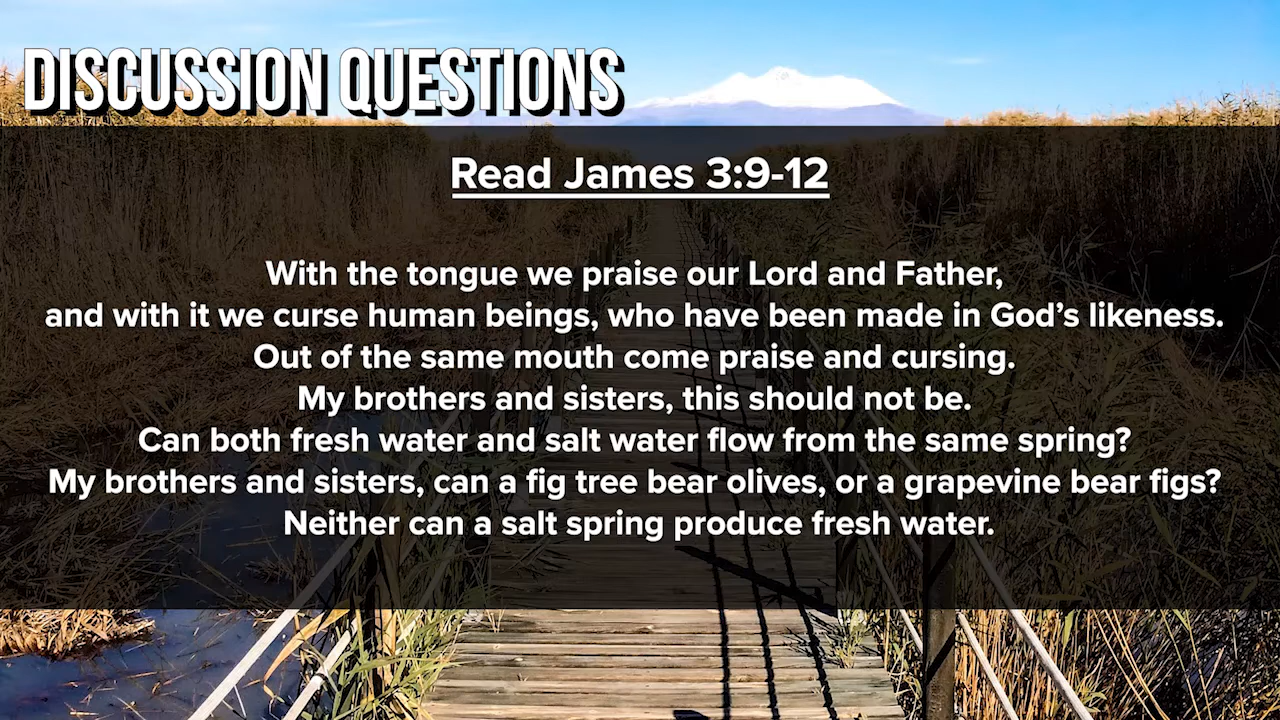 DISCUSSION QUESTIONS
Read James 3:9-12
With the tongue we praise our Lord and Father,
and with it we curse human beings, who have been made in God’s likeness.
Out of the same mouth come praise and cursing.
My brothers and sisters, this should not be.
Can both fresh water and salt water flow from the same spring?
My brothers and sisters, can a fig tree bear olives, or a grapevine bear figs?
Neither can a salt spring produce fresh water.